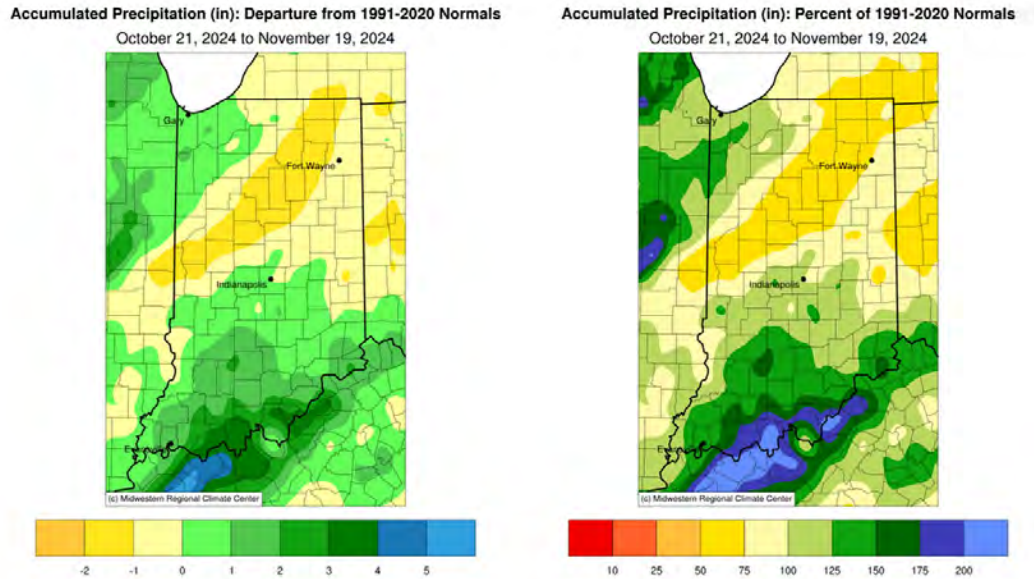 Accumulated Precipitation (in): Departure from 1991-2020 Normals
October 21, 2024 to November 19, 2024
Gary
Fort Wayne
Indianapolis
(c) Midwestern Regional Climate Center
-2 -1 0 1 2 3 4 5
Accumulated Precipitation (in): Percent of 1991-2020 Normals
October 21, 2024 to November 19, 2024
Gary
Fort Wayne
Indianapolis
(c) Midwestern Regional Climate Center
10 25 50 75 100 125 150 175 200